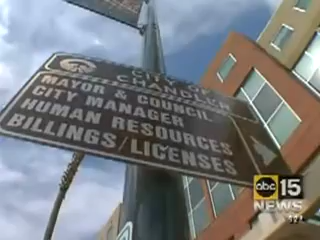 CITY OF
CHANDLER
MAYOR & COUNCIL
CITY MANAGER
HUMAN RESOURCES
BILLINGS/LICENSES
abc 15
NEWS